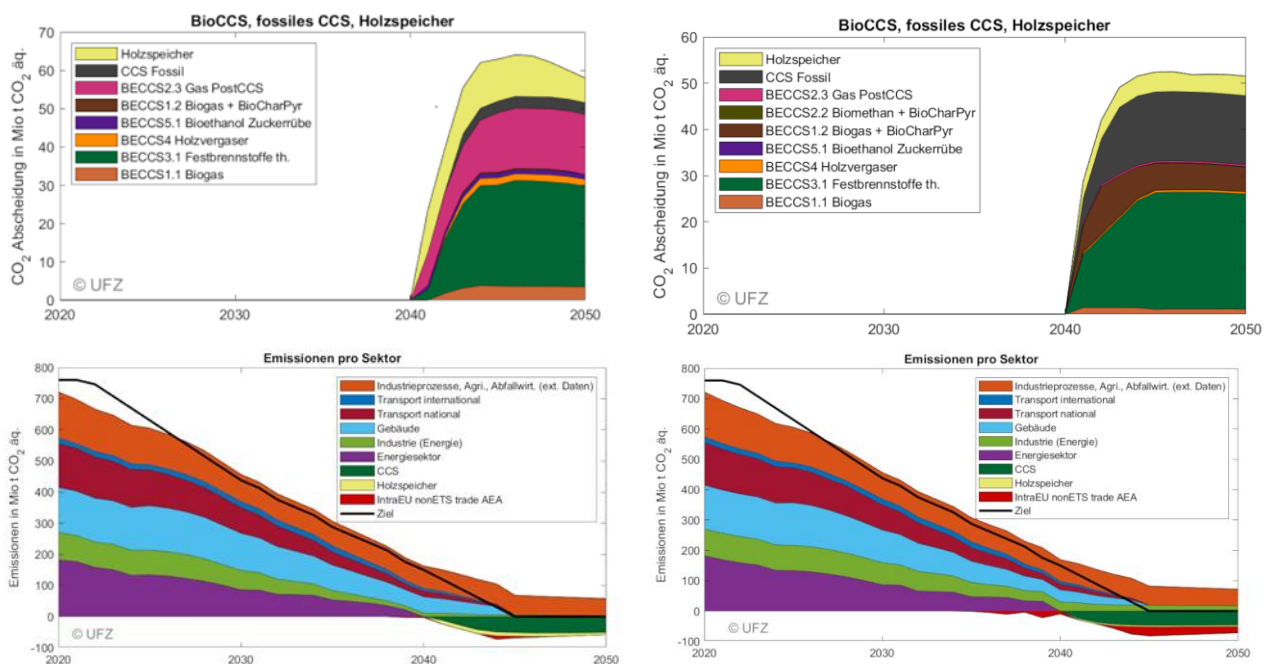 BioCCS, fossiles CCS, Holzspeicher
CO2 Abscheidung in Mio t CO2 äq.
70
60
50
40
30
20
10
0
Holzspeicher
CCS Fossil
BECCS2.3 Gas PostCCS
BECCS1.2 Biogas + BioCharPyr
BECCS5.1 Bioethanol Zuckerrübe
BECCS4 Holzvergaser
BECCS3.1 Festbrennstoffe th.
BECCS1.1 Biogas
© UFZ
2020 2030 2040 2050
BioCCS, fossiles CCS, Holzspeicher
CO2 Abscheidung in Mio t CO2 äq.
60
50
40
30
20
10
0
Holzspeicher
CCS Fossil
BECCS2.3 Gas PostCCS
BECCS2.2 Biomethan + BioCharPyr
BECCS1.2 Biogas + BioCharPyr
BECCS5.1 Bioethanol Zuckerrübe
BECCS4 Holzvergaser
BECCS3.1 Festbrennstoffe th.
BECCS1.1 Biogas
© UFZ
2020 2030 2040 2050
Emissionen pro Sektor
Emissionen in Mio t CO2 äq.
800
700
600
500
400
300
200
100
0
-100
Industrieprozesse, Agri., Abfallwirt. (ext. Daten)
Transport international
Transport national
Gebäude
Industrie (Energie)
Energiesektor
CCS
Holzspeicher
IntraEU nonETS trade AEA
Ziel
© UFZ
2020 2030 2040 2050
Emissionen pro Sektor
Emissionen in Mio t CO2 äq.
800
700
600
500
400
300
200
100
0
-100
Industrieprozesse, Agri., Abfallwirt. (ext. Daten)
Transport international
Transport national
Gebäude
Industrie (Energie)
Energiesektor
CCS
Holzspeicher
IntraEU nonETS trade AEA
Ziel
© UFZ
2020 2030 2040 2050